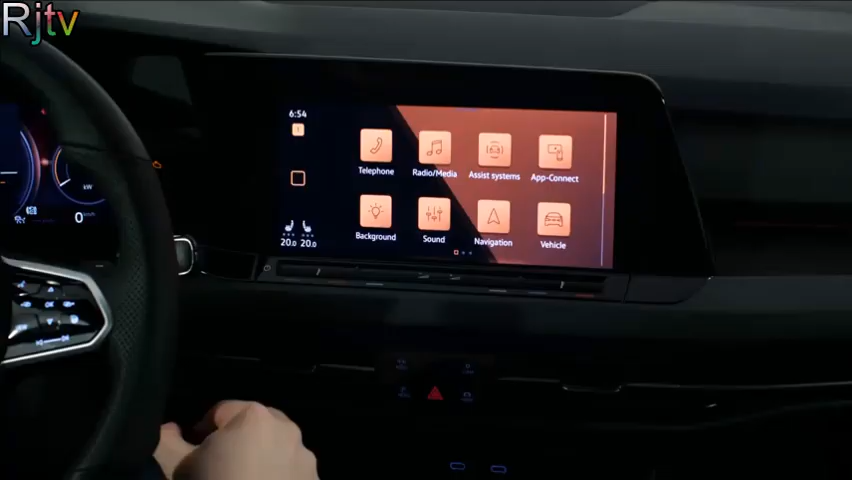 Rjtv
6:54
Telephone
Radio/Media
Assist systems
App-Connect
Background
Sound
Navigation
Vehicle
20.0 20.0
kW
0